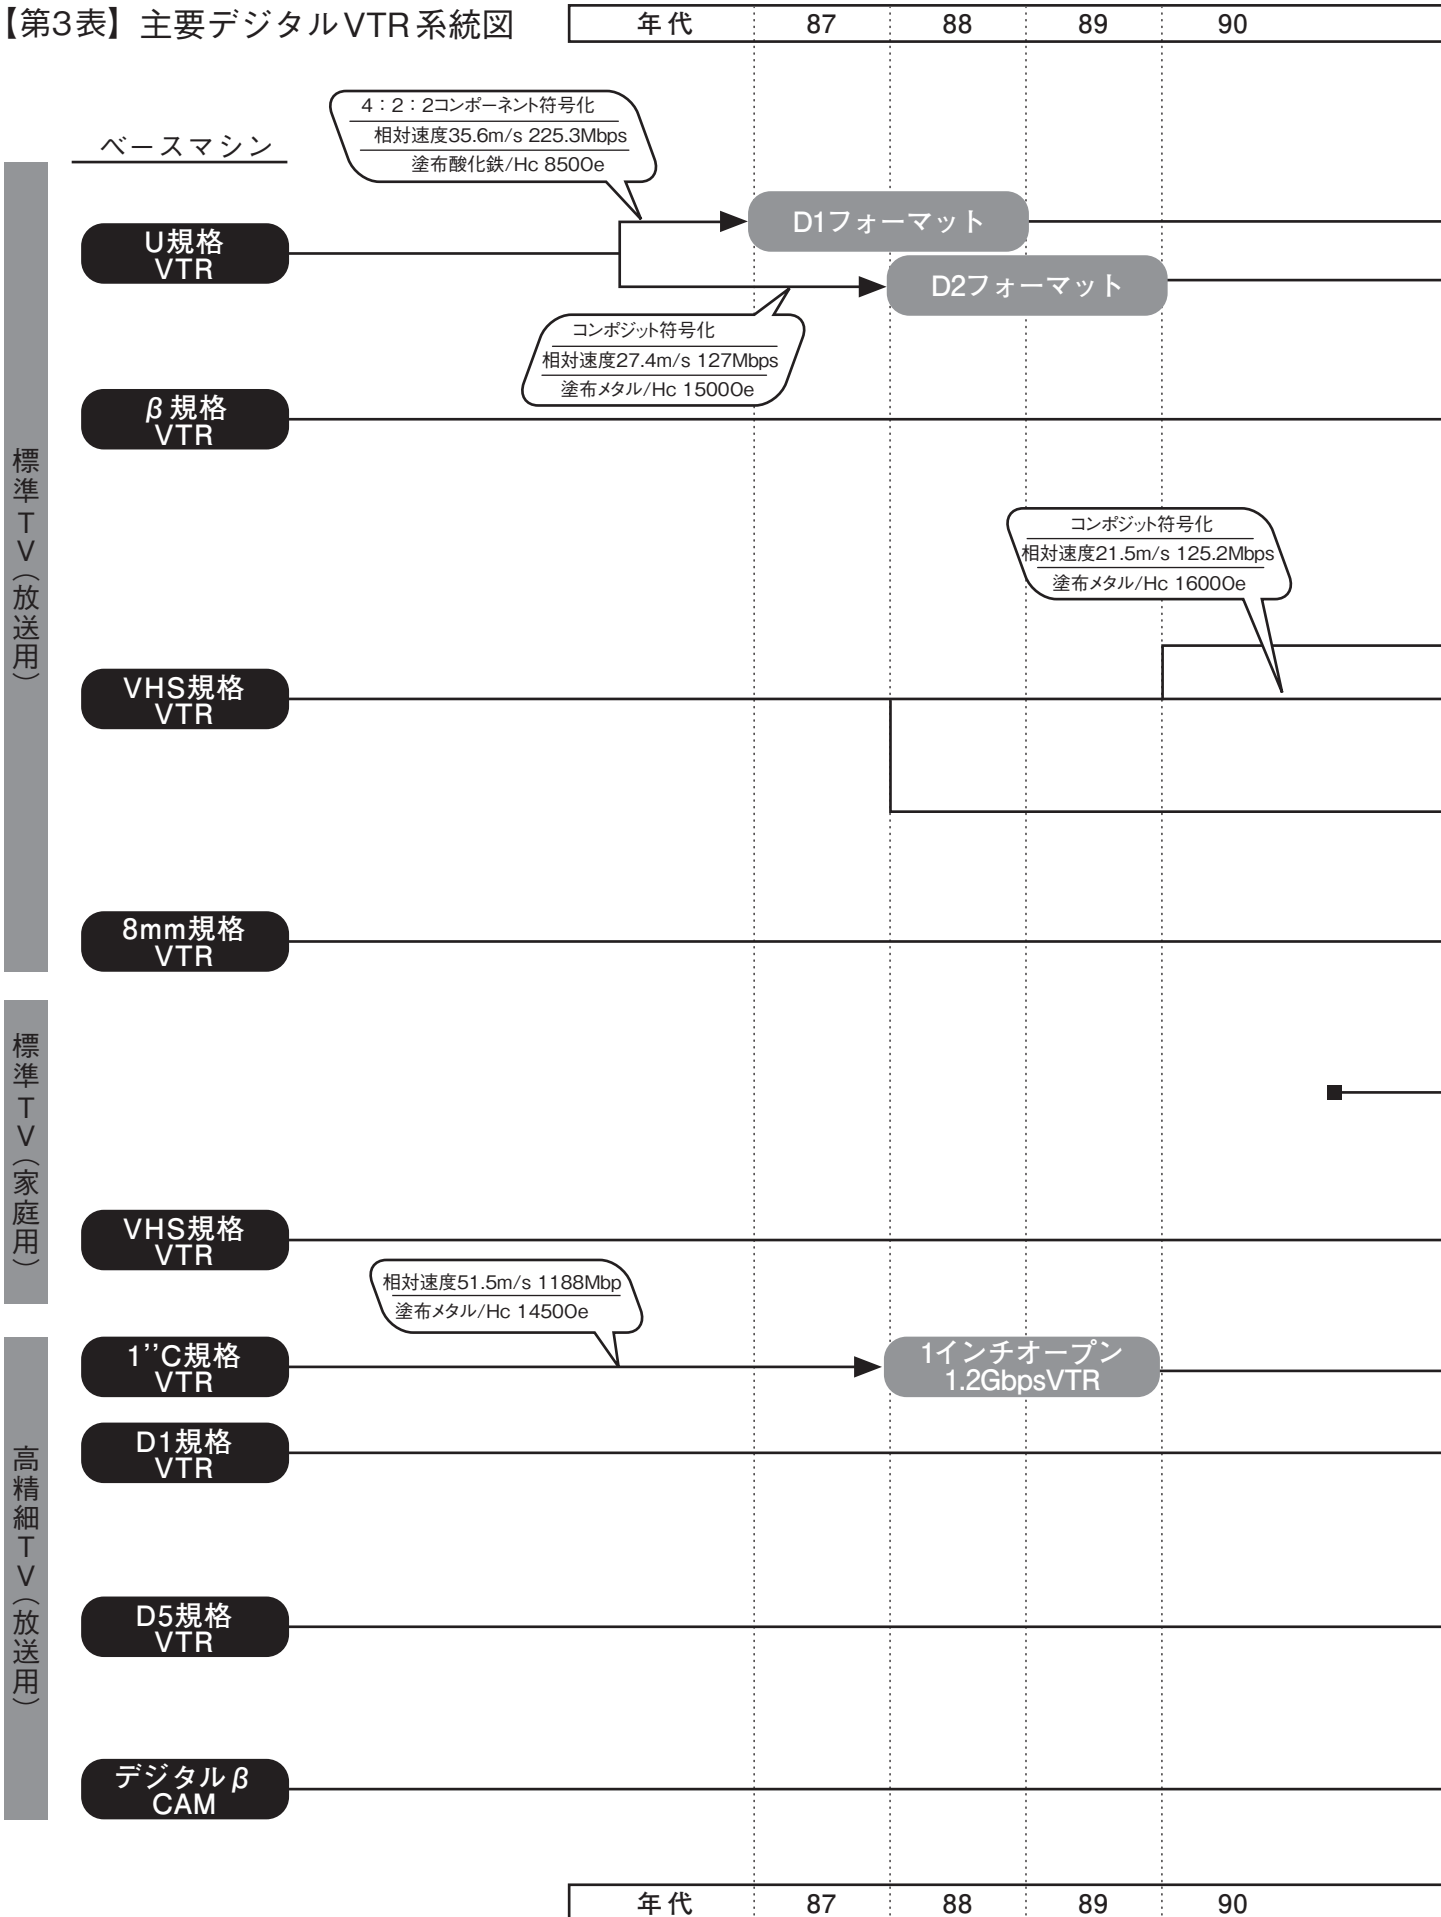 【第3表】主要デジタルVTR系統図
年代 87 88 89 90
ベースマシン
4：2：2コンポーネント符号化
相対速度35.6m/s 225.3Mbps
塗布酸化鉄/Hc 850Oe
標準TV（放送用）
U規格
VTR
D1フォーマット
D2フォーマット
コンポジット符号化
相対速度27.4m/s 127Mbps
塗布メタル/Hc 1500Oe
β規格
VTR
コンポジット符号化
相対速度21.5m/s 125.2Mbps
塗布メタル/Hc 1600Oe
VHS規格
VTR
8mm規格
VTR
標準TV（家庭用）
VHS規格
VTR
相対速度51.5m/s 1188Mbp
塗布メタル/Hc 1450Oe
高精細TV（放送用）
1’’C規格
VTR
1インチオープン
1.2GbpsVTR
D1規格
VTR
D5規格
VTR
デジタルβ
CAM
年代 87 88 89 90